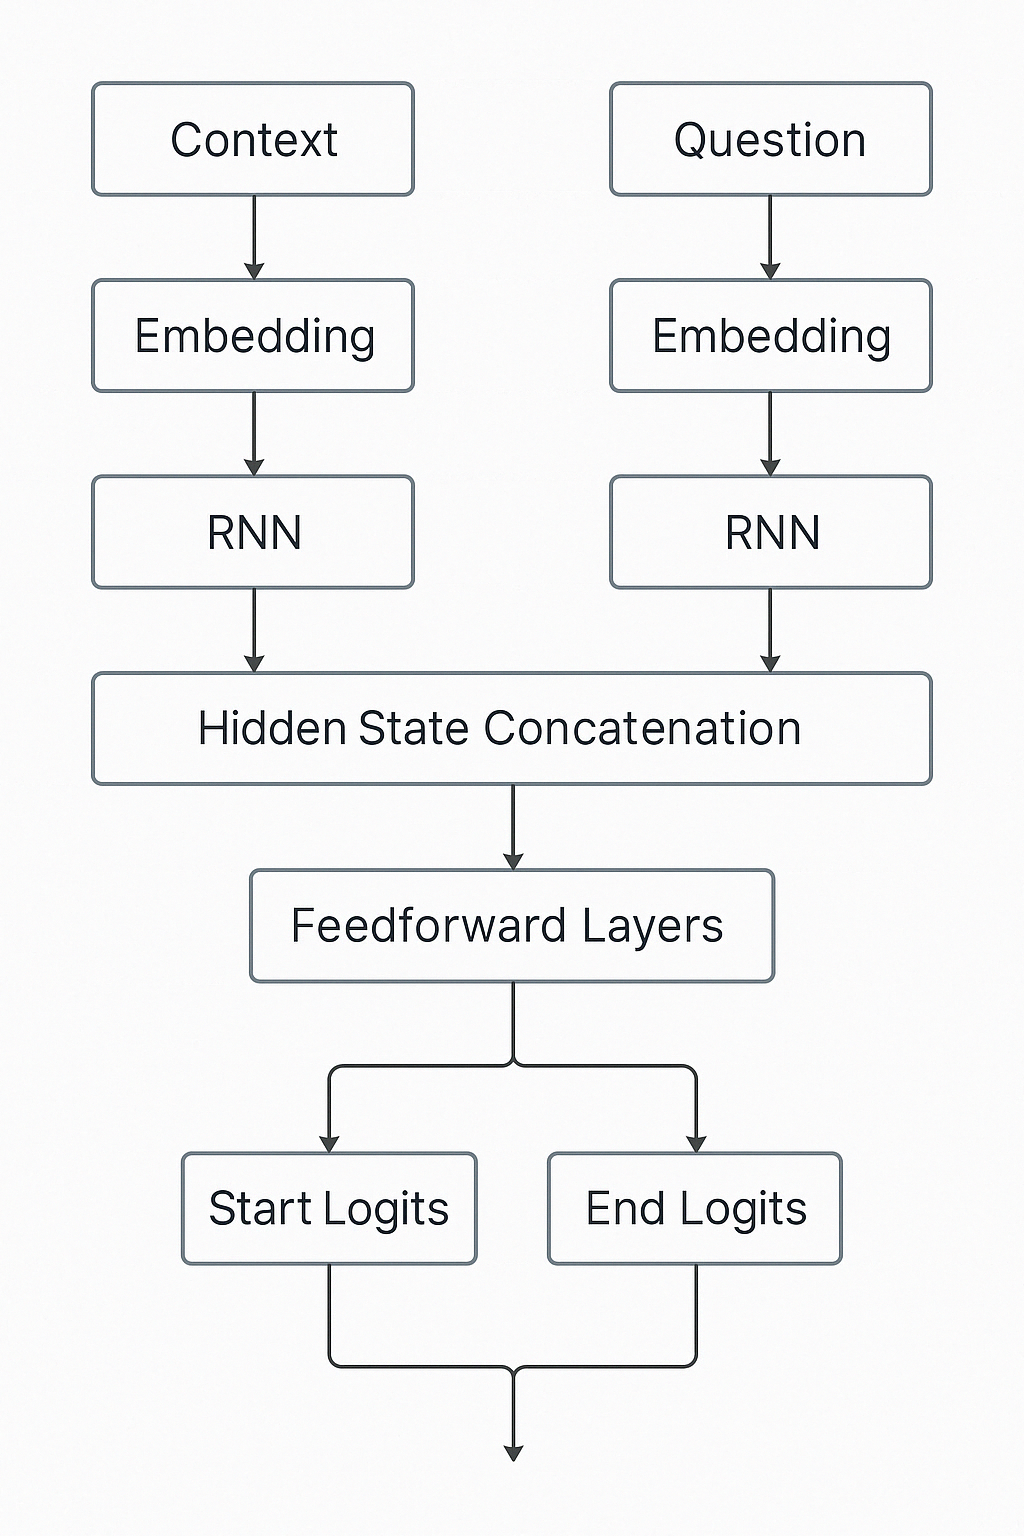 Context
Question
Embedding
Embedding
RNN
RNN
Hidden State Concatenation
Feedforward Layers
Start Logits
End Logits